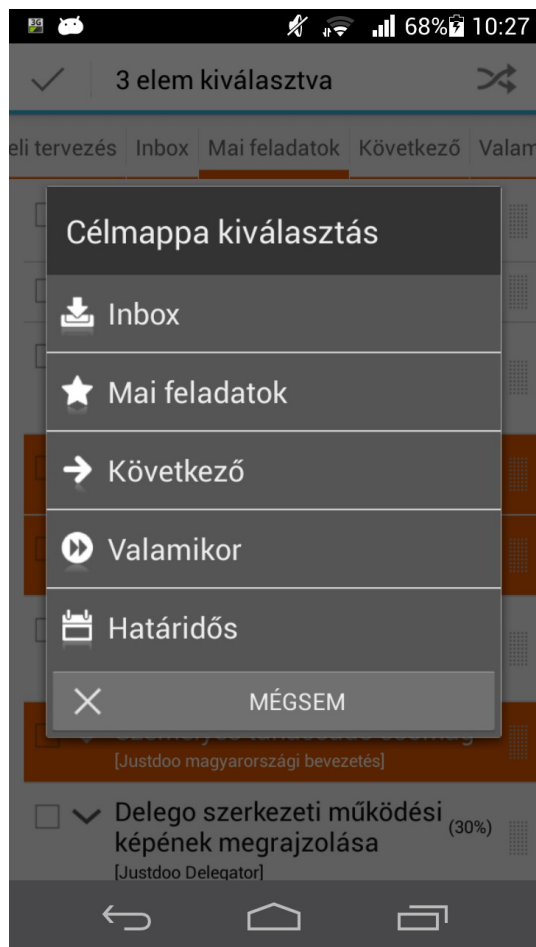 3G
68% 10:27
3 elem kiválasztva
eli tervezés Inbox Mai feladatok Következő Valam
Célmappa kiválasztás
Inbox
Mai feladatok
Következő
Valamikor
Határidős
MÉGSEM
[Justdoo magyarországi bevezetés]
Delego szerkezeti működési
képének megrajzolása
(30%)
[Justdoo Delegator]